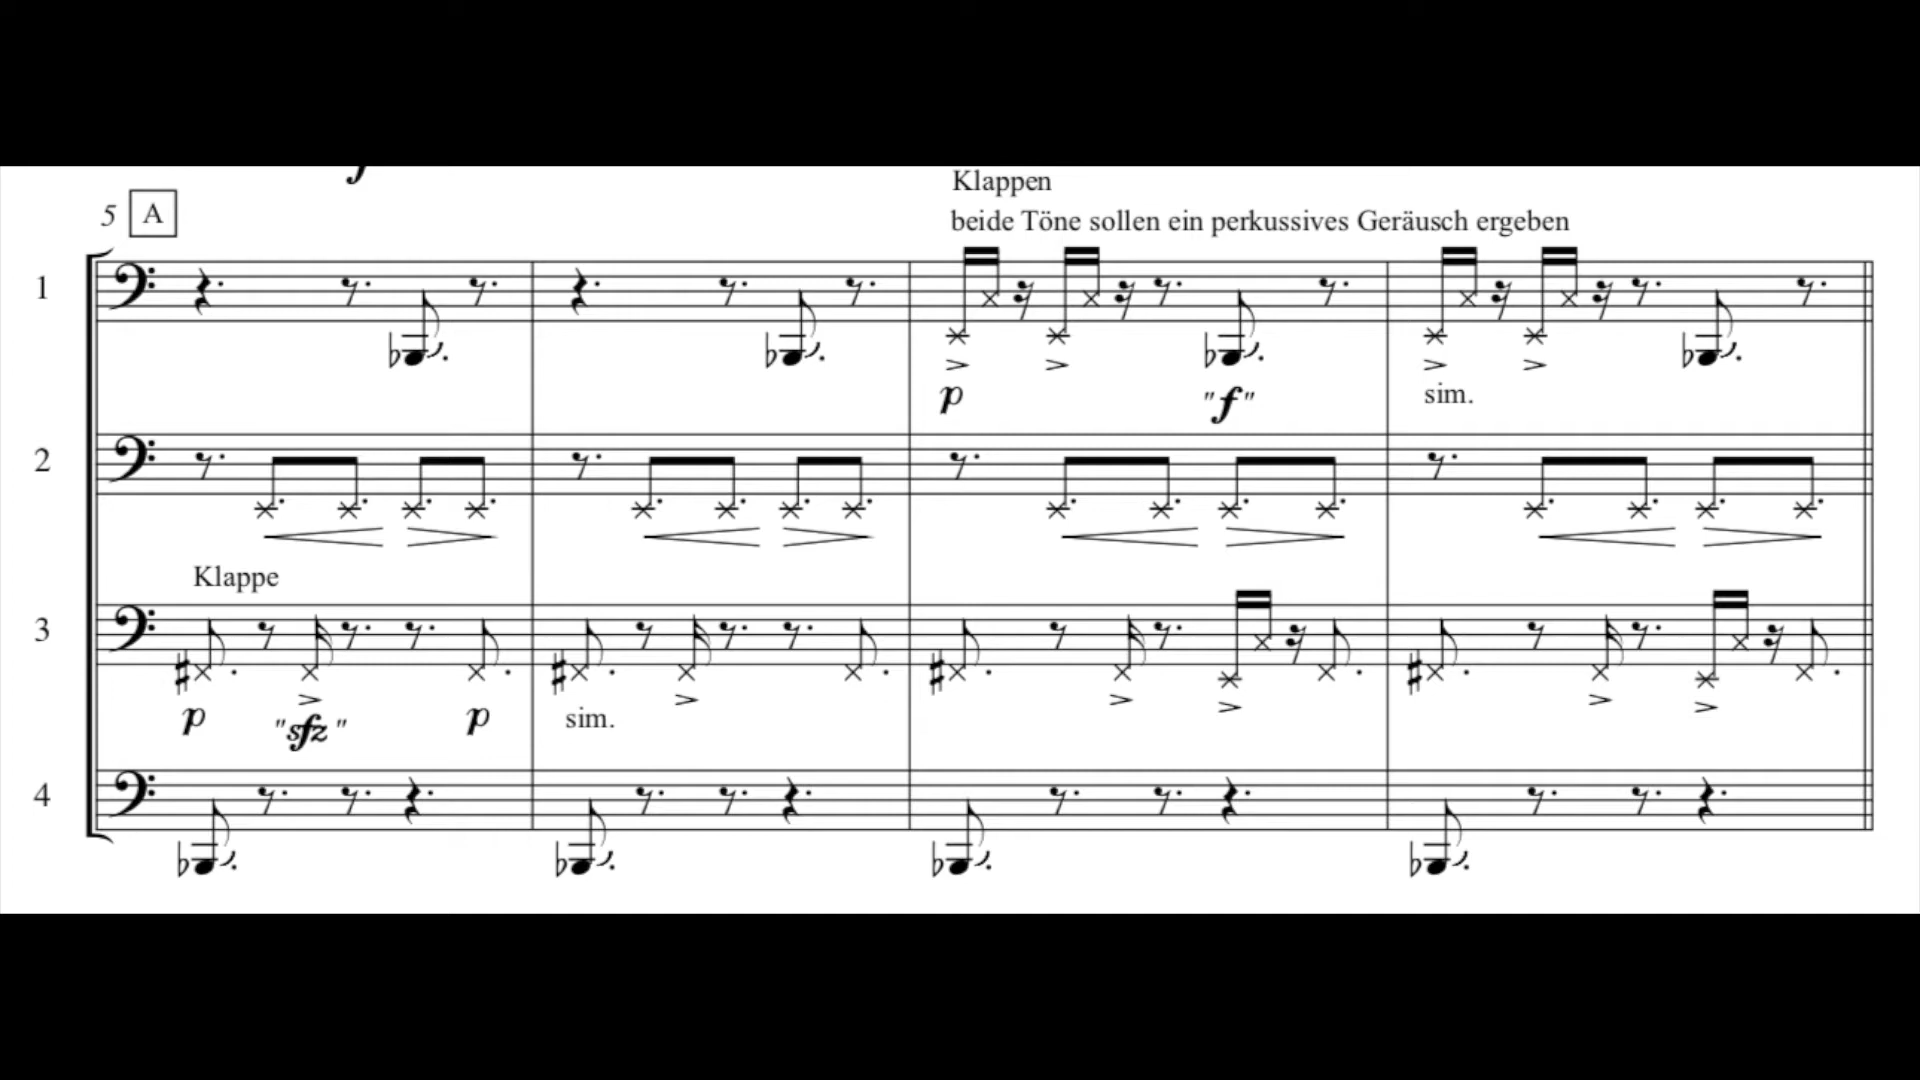 f
Klappen
5 A
beide Töne sollen ein perkussives Geräusch ergeben
1
p "f" sim.
2
Klappe
3
p "sfz" p sim.
4